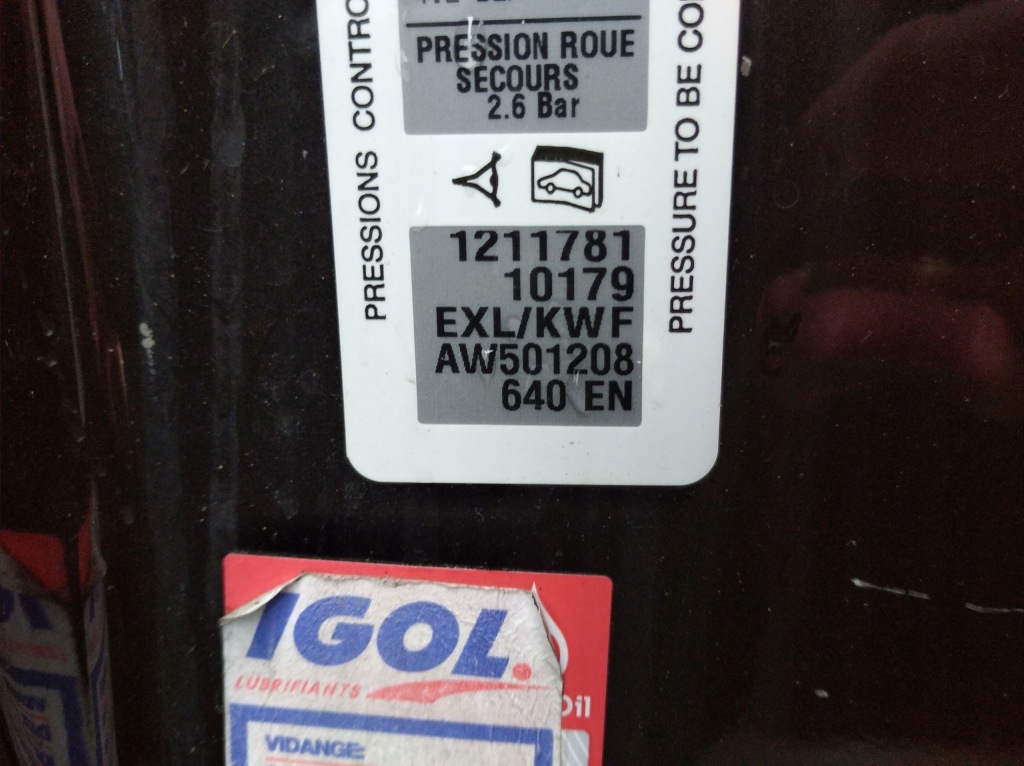 PRESSIONS CONTRO
PRESSION ROUE
SECOURS
2.6 Bar
1211781
10179
EXL/KWF
AW501208
640 EN
PRESSURE TO BE CO
IGOL.
LUBRIFIANTS
Oil
VIDANGE: